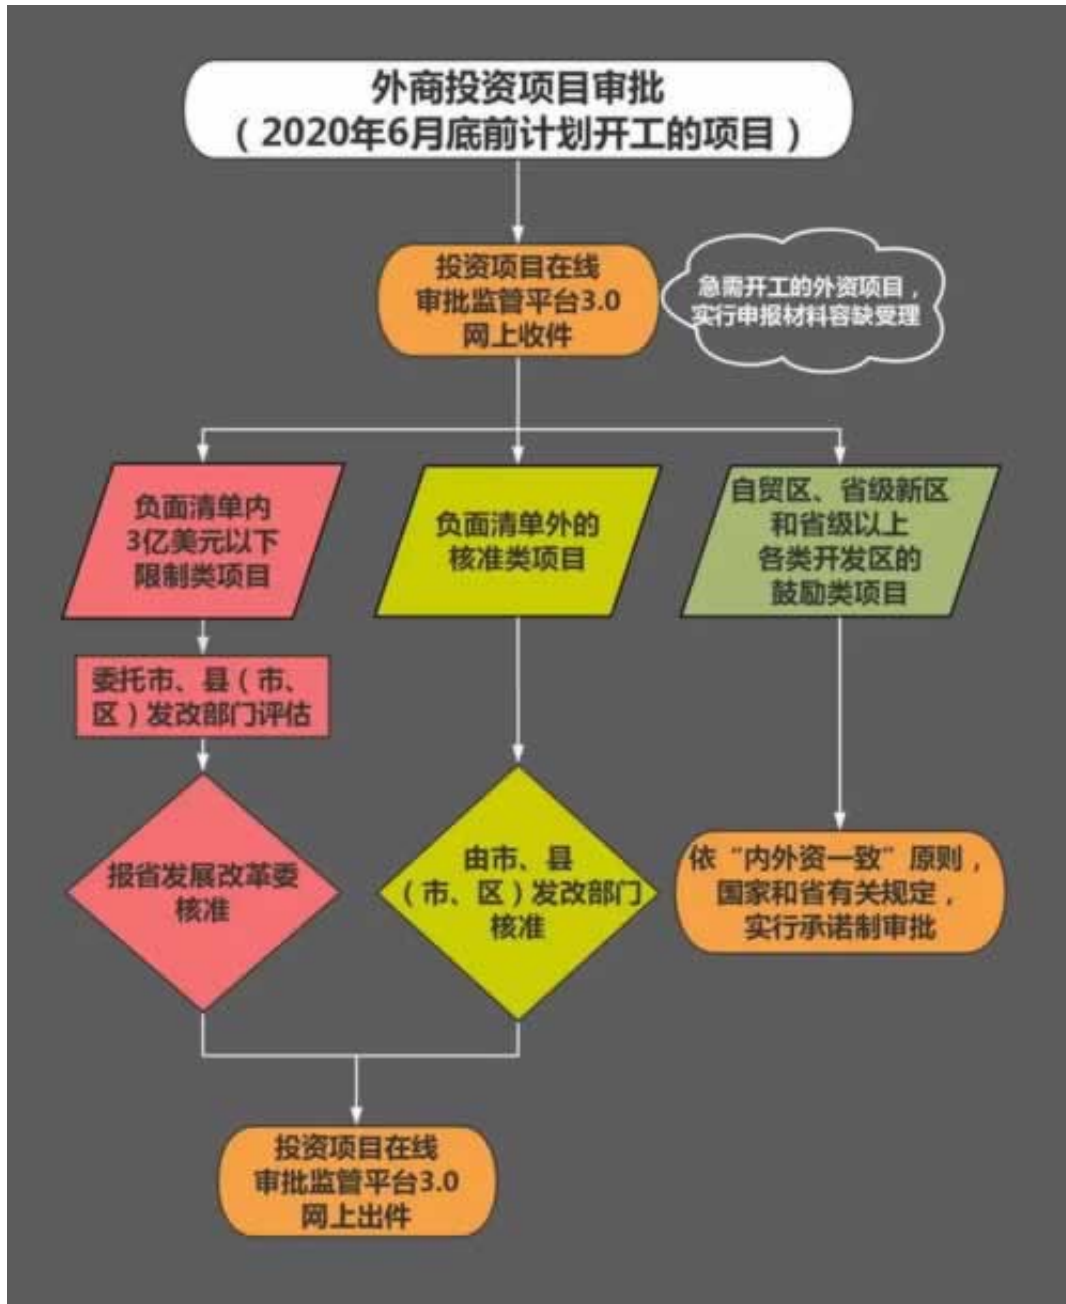 外商投资项目审批
（2020年6月底前计划开工的项目）
投资项目在线
审批监管平台3.0
网上收件
急需开工的外资项目，
实行申报材料容缺受理
负面清单内
3亿美元以下
限制类项目
负面清单外的
核准类项目
自贸区、省级新区
和省级以上
各类开发区的
鼓励类项目
委托市、县（市、
区）发改部门评估
报省发展改革委
核准
由市、县
（市、区）发改部门
核准
依“内外资一致”原则，
国家和省有关规定，
实行承诺制审批
投资项目在线
审批监管平台3.0
网上出件